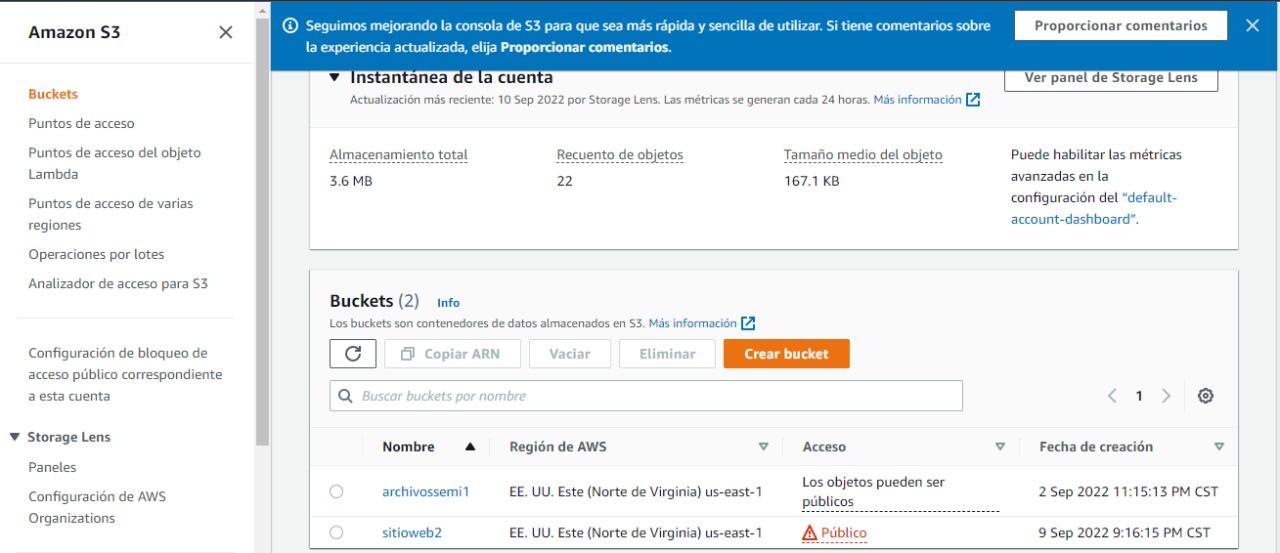 Amazon S3
Buckets
Puntos de acceso
Puntos de acceso del objeto
Lambda
Puntos de acceso de varias
regiones
Operaciones por lotes
Analizador de acceso para S3
Configuración de bloqueo de
acceso público correspondiente
a esta cuenta
Storage Lens
Paneles
Configuración de AWS
Organizations
Seguimos mejorando la consola de S3 para que sea más rápida y sencilla de utilizar. Si tiene comentarios sobre
la experiencia actualizada, elija Proporcionar comentarios.
Proporcionar comentarios
Instantánea de la cuenta
Actualización más reciente: 10 Sep 2022 por Storage Lens. Las métricas se generan cada 24 horas. Más información
Ver panel de Storage Lens
Almacenamiento total
3.6 MB
Recuento de objetos
22
Tamaño medio del objeto
167.1 KB
Puede habilitar las métricas
avanzadas en la
configuración del "default-
account-dashboard".
Buckets (2) Info
Los buckets son contenedores de datos almacenados en S3. Más información
Copiar ARN Vaciar Eliminar Crear bucket
Buscar buckets por nombre
1
Nombre Región de AWS Acceso Fecha de creación
archivossemi1 EE. UU. Este (Norte de Virginia) us-east-1 Los objetos pueden ser
públicos 2 Sep 2022 11:15:13 PM CST
sitioweb2 EE. UU. Este (Norte de Virginia) us-east-1 Público 9 Sep 2022 9:16:15 PM CST